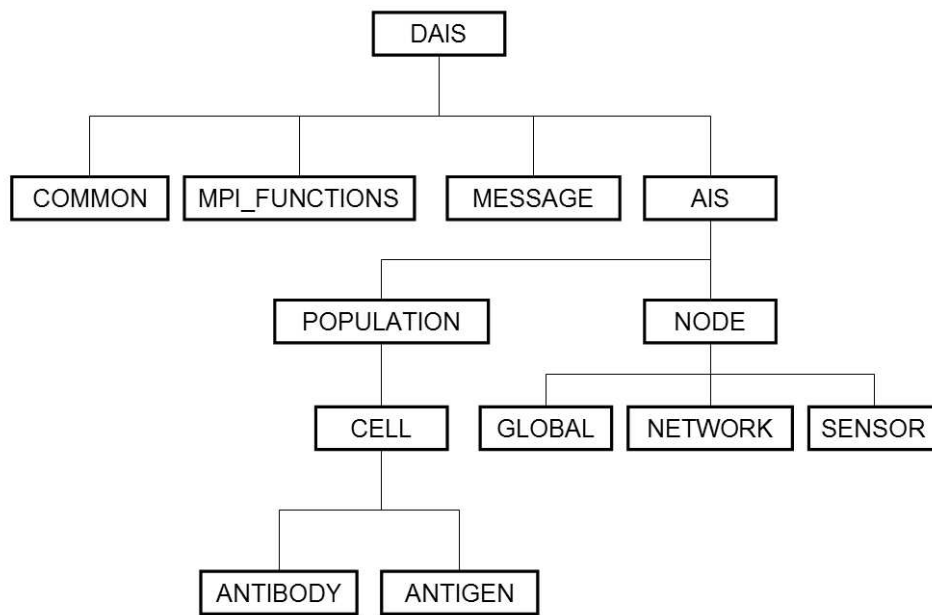 DAIS
COMMON
MPI_FUNCTIONS
MESSAGE
AIS
POPULATION
NODE
CELL
GLOBAL
NETWORK
SENSOR
ANTIBODY
ANTIGEN